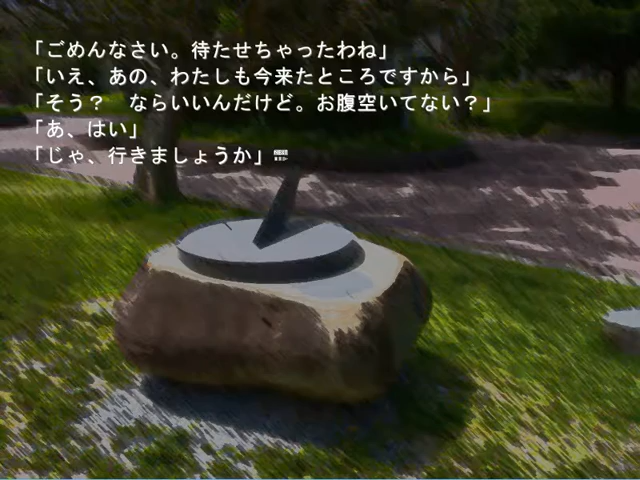 「ごめんなさい。待たせちゃったわね」
「いえ、あの、わたしも今来たところですから」
「そう？　ならいいんだけど。お腹空いてない？」
「あ、はい」
「じゃ、行きましょうか」